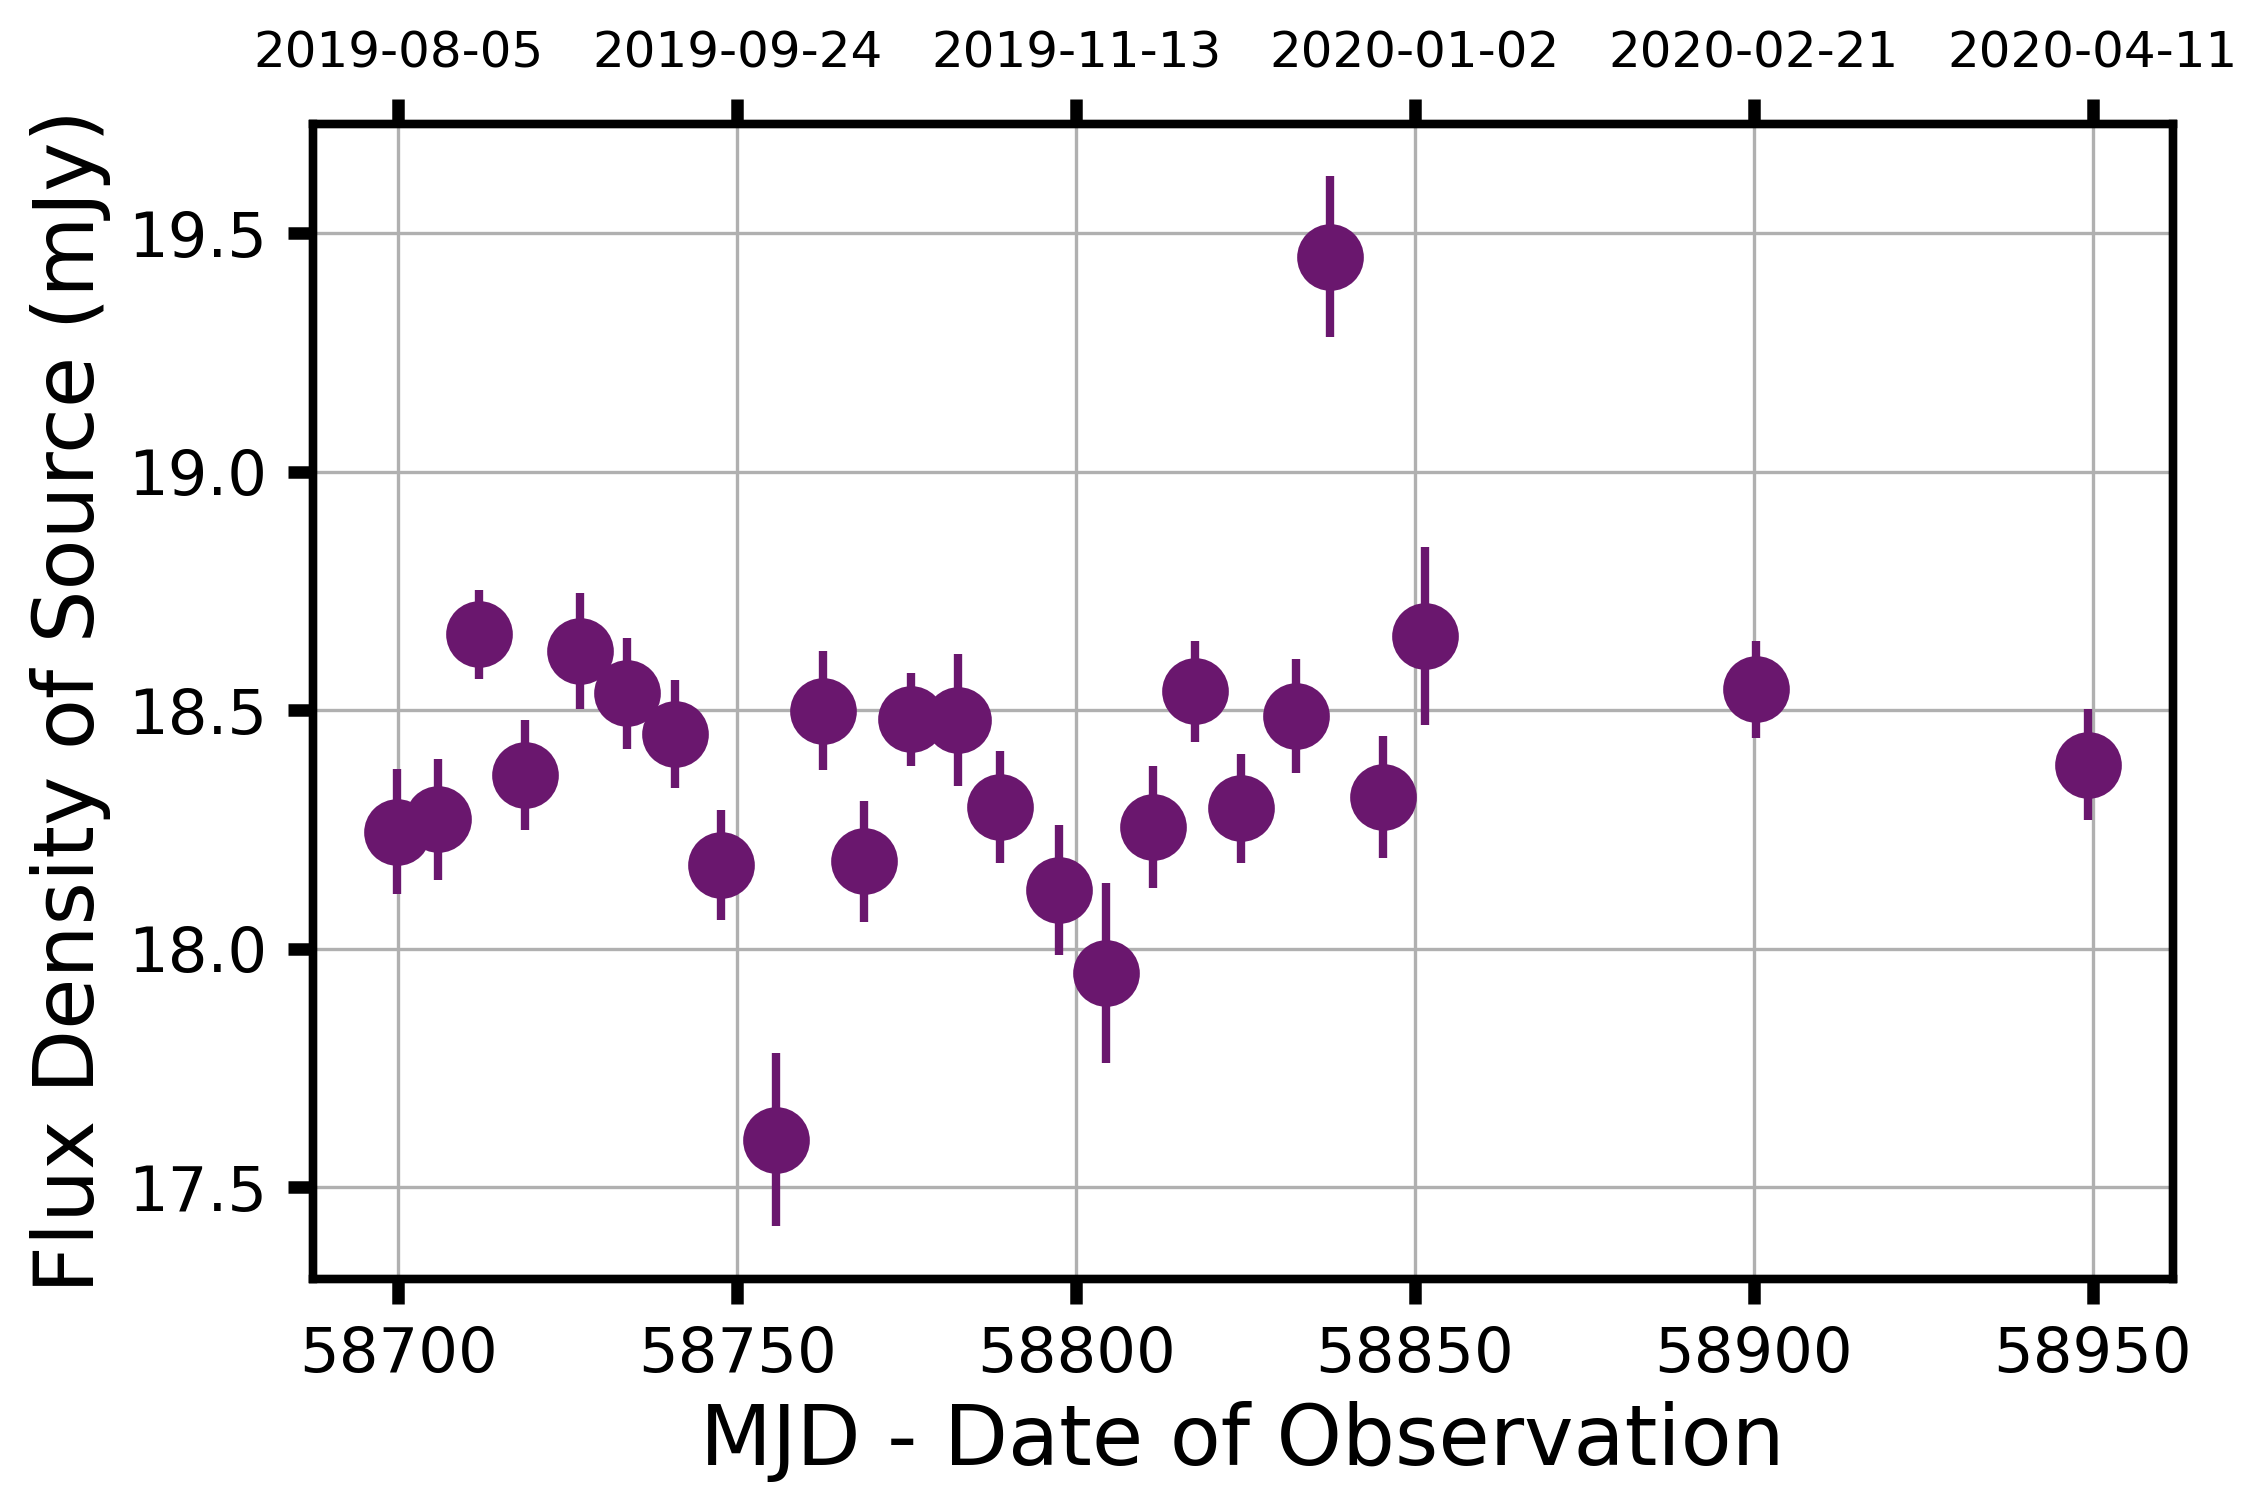 2019-08-05 2019-09-24 2019-11-13 2020-01-02 2020-02-21 2020-04-11
Flux Density of Source (mJy)
19.5
19.0
18.5
18.0
17.5
58700 58750 58800 58850 58900 58950
MJD - Date of Observation